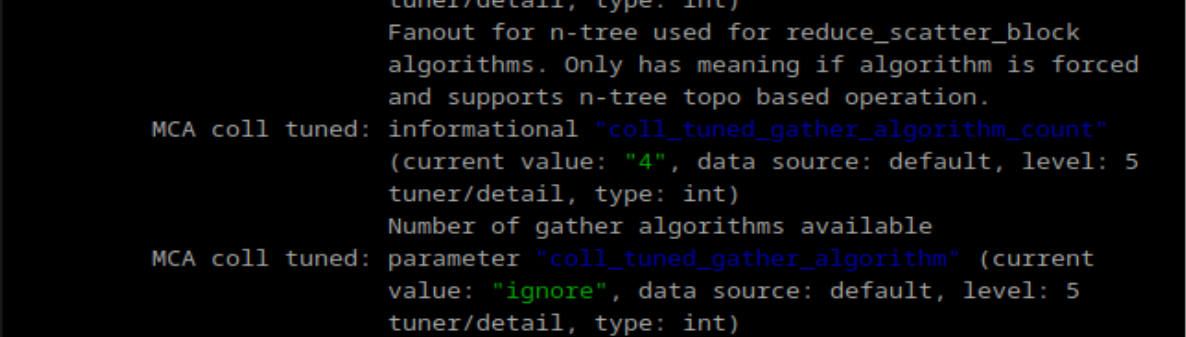 tuner/detail, type: int)
Fanout for n-tree used for reduce_scatter_block
algorithms. Only has meaning if algorithm is forced
and supports n-tree topo based operation.
MCA coll tuned: informational "coll_tuned_gather_algorithm_count"
(current value: "4", data source: default, level: 5
tuner/detail, type: int)
Number of gather algorithms available
MCA coll tuned: parameter "coll_tuned_gather_algorithm" (current
value: "ignore", data source: default, level: 5
tuner/detail, type: int)